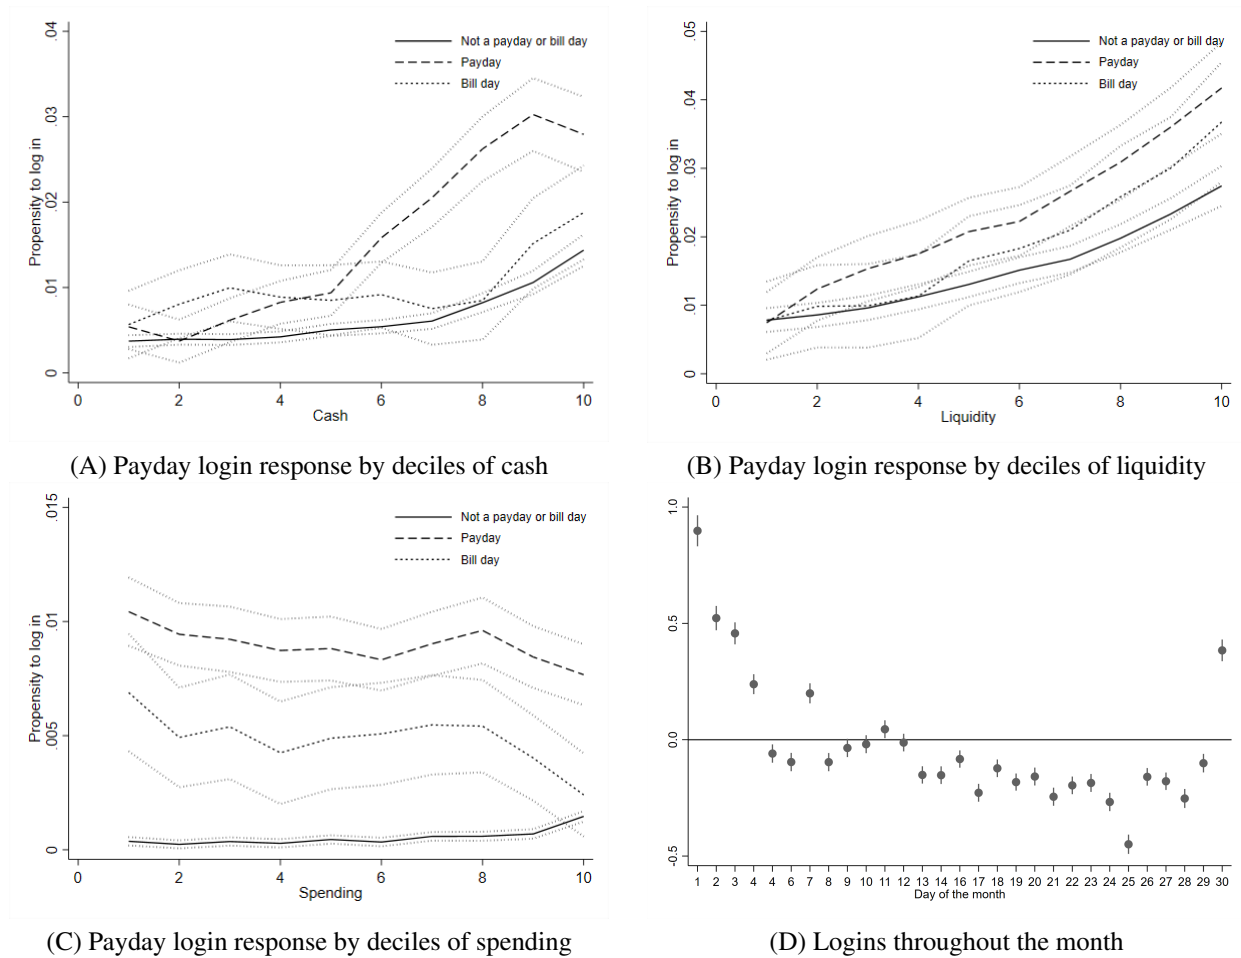 .04
.03
.02
.01
0
Propensity to log in
Not a payday or bill day
Payday
Bill day
0 2 4 6 8 10
Cash
(A) Payday login response by deciles of cash
.05
.04
.03
.02
.01
0
Propensity to log in
Not a payday or bill day
Payday
Bill day
0 2 4 6 8 10
Liquidity
(B) Payday login response by deciles of liquidity
.015
.01
.005
0
Propensity to log in
Not a payday or bill day
Payday
Bill day
0 2 4 6 8 10
Spending
(C) Payday login response by deciles of spending
1.0
0.5
0.0
-0.5
1 2 3 4 4 6 7 8 9 10 11 12 13 14 16 17 18 19 20 21 22 23 24 25 26 27 28 29 30
Day of the month
(D) Logins throughout the month